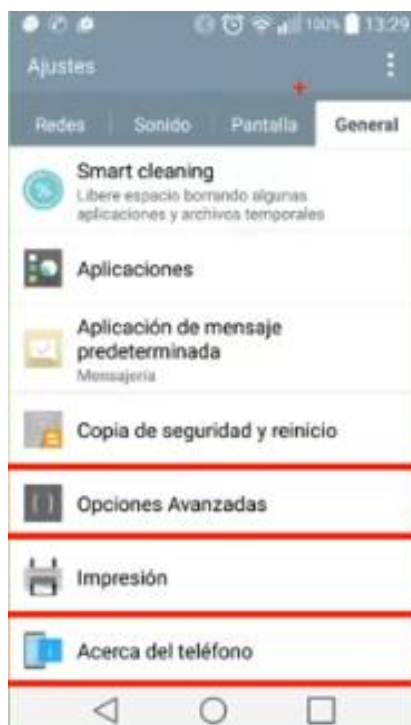 100% 13:29
Ajustes
Redes Sonido Pantalla General
Smart cleaning
Libere espacio borrando algunas
aplicaciones y archivos temporales
Aplicaciones
Aplicación de mensaje
predeterminada
Mensajería
Copia de seguridad y reinicio
Opciones Avanzadas
Impresión
Acerca del teléfono